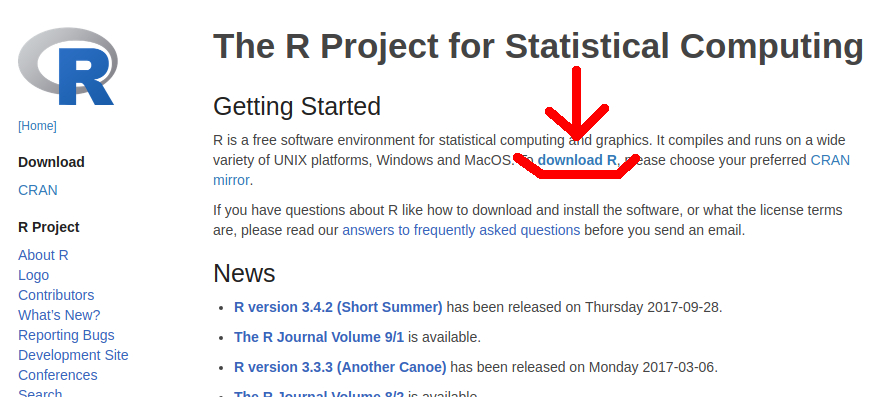 R
The R Project for Statistical Computing
[Home]
Download
CRAN
R Project
About R
Logo
Contributors
What's New?
Reporting Bugs
Development Site
Conferences
Search
Getting Started
R is a free software environment for statistical computing and graphics. It compiles and runs on a wide
variety of UNIX platforms, Windows and MacOS. To download R, please choose your preferred CRAN
mirror.
If you have questions about R like how to download and install the software, or what the license terms
are, please read our answers to frequently asked questions before you send an email.
News
• R version 3.4.2 (Short Summer) has been released on Thursday 2017-09-28.
• The R Journal Volume 9/1 is available.
• R version 3.3.3 (Another Canoe) has been released on Monday 2017-03-06.
• The R Journal Volume 8/2 is available.